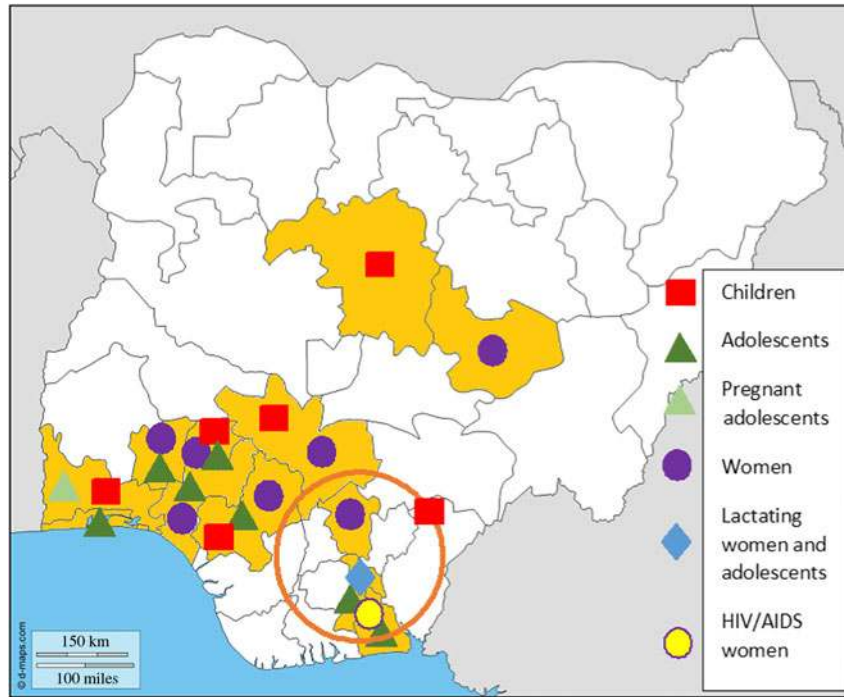 Children
Adolescents
Pregnant
adolescents
Women
Lactating
women and
adolescents
HIV/AIDS
women
150 km
100 miles
© d-maps.com